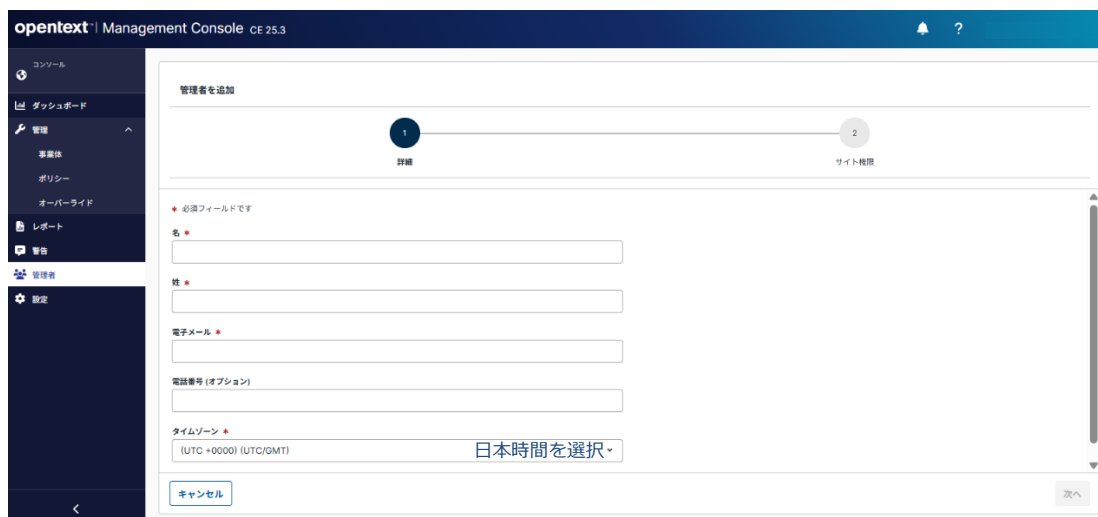 opentext™ | Management Console CE 25.3
?
コンソール
ダッシュボード
管理
事業体
ポリシー
オーバーライド
レポート
警告
管理者
設定
管理者を追加
1
2
詳細
サイト権限
* 必須フィールドです
名 *
姓 *
電子メール *
電話番号 (オプション)
タイムゾーン *
(UTC +0000) (UTC/GMT)
日本時間を選択
キャンセル
次へ